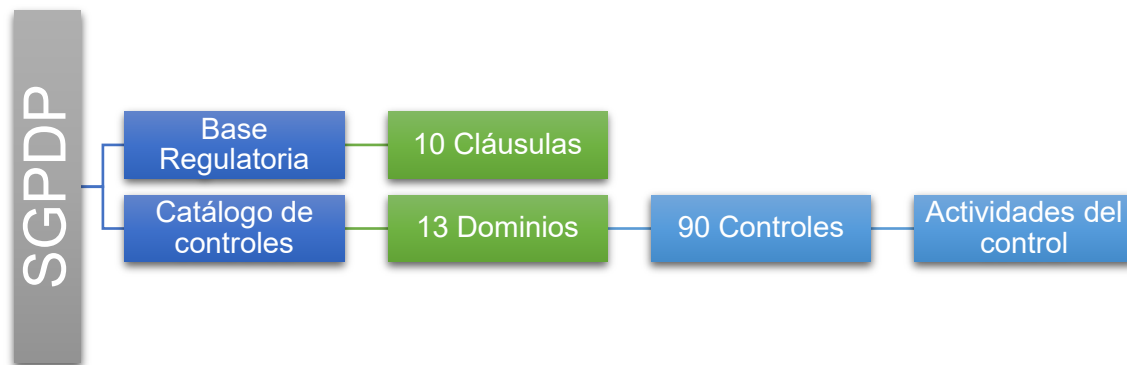 SGPDP
Base
Regulatoria
10 Cláusulas
Catálogo de
controles
13 Dominios
90 Controles
Actividades del
control